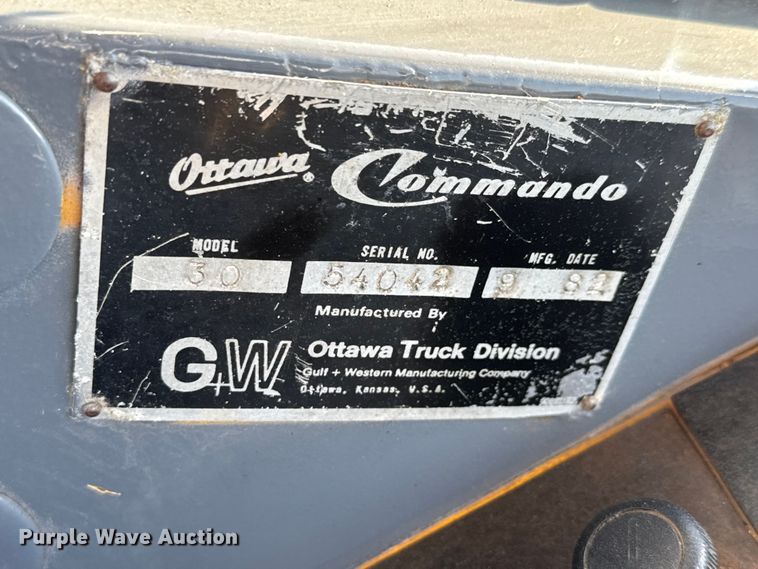 Ottawa® Commando
MODEL SERIAL NO. MFG. DATE
30 54042 9 82
Manufactured By
G+W Ottawa Truck Division
Gulf + Western Manufacturing Company
Ottawa, Kansas, U.S.A.
Purple Wave Auction